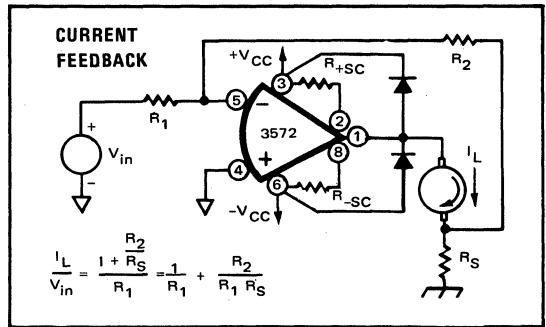 CURRENT
FEEDBACK
+VCC
R+SC
R2
3
5
−
R1
2
3572
1
8
IL
+
Vin
−
4
+
6
R−SC
−VCC
RS
IL/Vin = (1 + R2/RS)/R1 = 1/R1 + R2/(R1 RS)